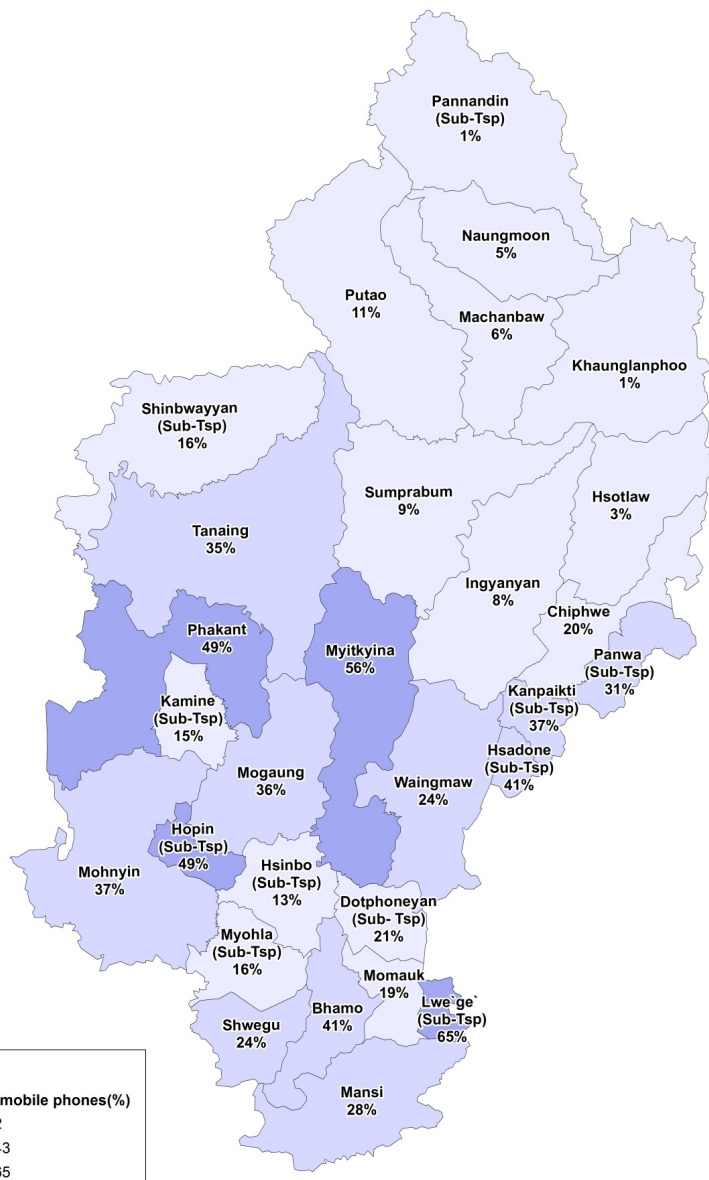 Pannandin
(Sub-Tsp)
1%
Naungmoon
5%
Putao
11%
Machanbaw
6%
Khaunglanphoo
1%
Shinbwayyan
(Sub-Tsp)
16%
Sumprabum
9%
Hsotlaw
3%
Tanaing
35%
Ingyanyan
8%
Chiphwe
20%
Phakant
49%
Myitkyina
56%
Panwa
(Sub-Tsp)
31%
Kanpaikti
(Sub-Tsp)
37%
Kamine
(Sub-Tsp)
15%
Hsadone
(Sub-Tsp)
41%
Mogaung
36%
Waingmaw
24%
Hopin
(Sub-Tsp)
49%
Mohnyin
37%
Hsinbo
(Sub-Tsp)
13%
Dotphoneyan
(Sub- Tsp)
21%
Myohla
(Sub-Tsp)
16%
Momauk
19%
Lwe`ge`
(Sub-Tsp)
65%
Bhamo
41%
Shwegu
24%
Mansi
28%
mobile phones(%)